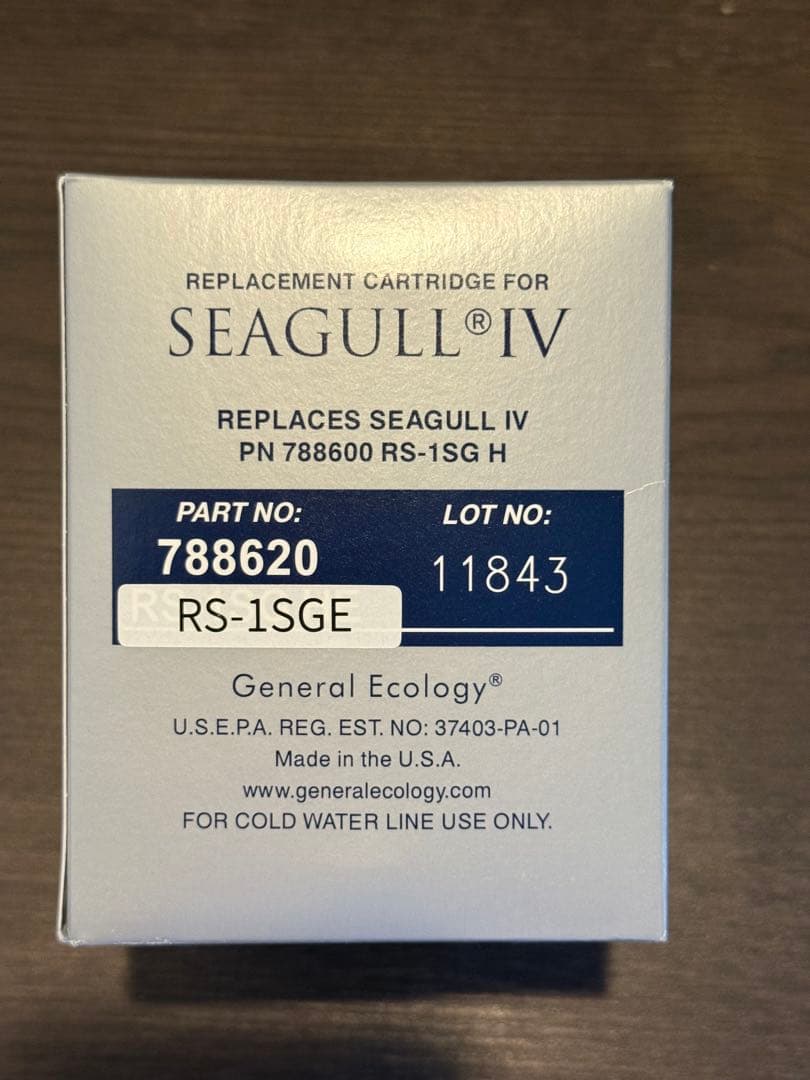 REPLACEMENT CARTRIDGE FOR
SEAGULL® IV
REPLACES SEAGULL IV
PN 788600 RS-1SG H
PART NO:
788620
LOT NO:
11843
RS-1SGE
General Ecology®
U.S.E.P.A. REG. EST. NO: 37403-PA-01
Made in the U.S.A.
www.generalecology.com
FOR COLD WATER LINE USE ONLY.